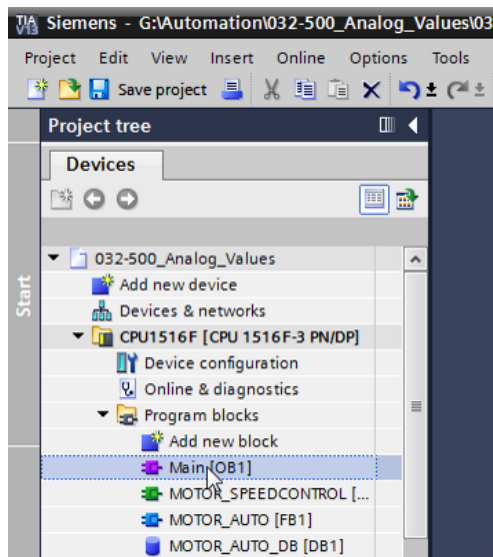 TIA V13 Siemens - G:\Automation\032-500_Analog_Values\03
Project Edit View Insert Online Options Tools
Save project
Project tree
Devices
Start
032-500_Analog_Values
Add new device
Devices & networks
CPU1516F [CPU 1516F-3 PN/DP]
Device configuration
Online & diagnostics
Program blocks
Add new block
Main [OB1]
MOTOR_SPEEDCONTROL [...
MOTOR_AUTO [FB1]
MOTOR_AUTO_DB [DB1]